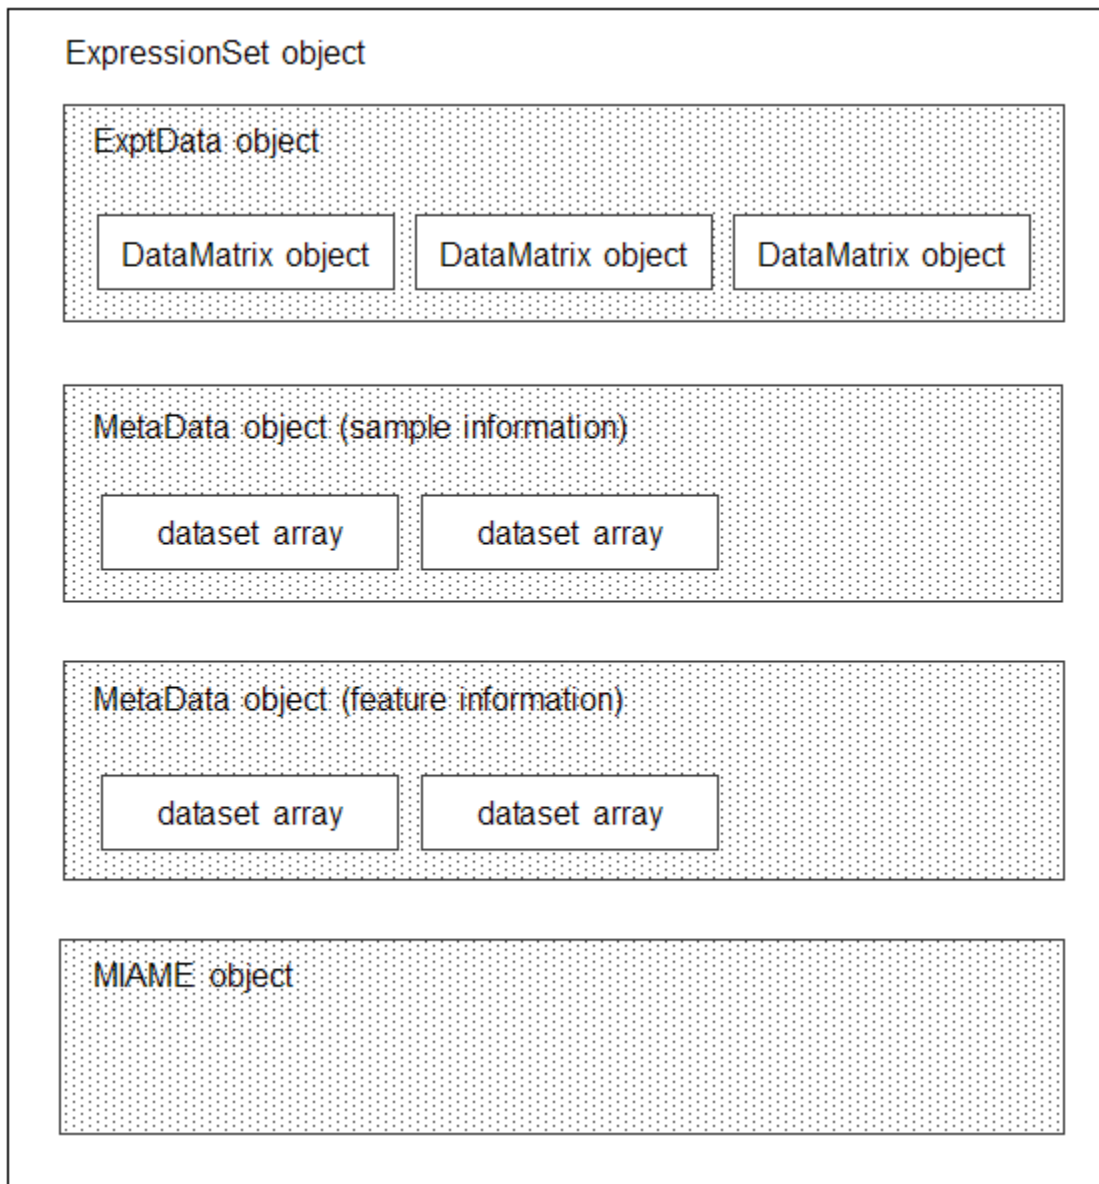 ExpressionSet object
ExptData object
DataMatrix object DataMatrix object DataMatrix object
MetaData object (sample information)
dataset array dataset array
MetaData object (feature information)
dataset array dataset array
MIAME object